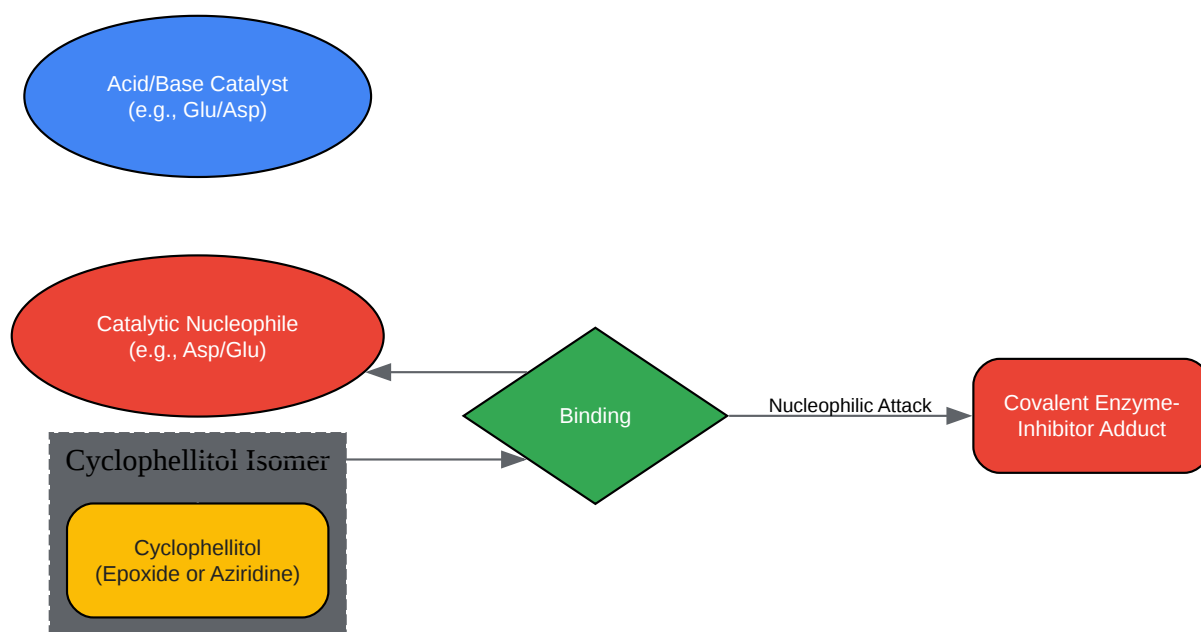 Acid/Base Catalyst
(e.g., Glu/Asp)
Catalytic Nucleophile
(e.g., Asp/Glu)
Binding
Nucleophilic Attack
Covalent Enzyme-
Inhibitor Adduct
Cyclophellitol Isomer
Cyclophellitol
(Epoxide or Aziridine)